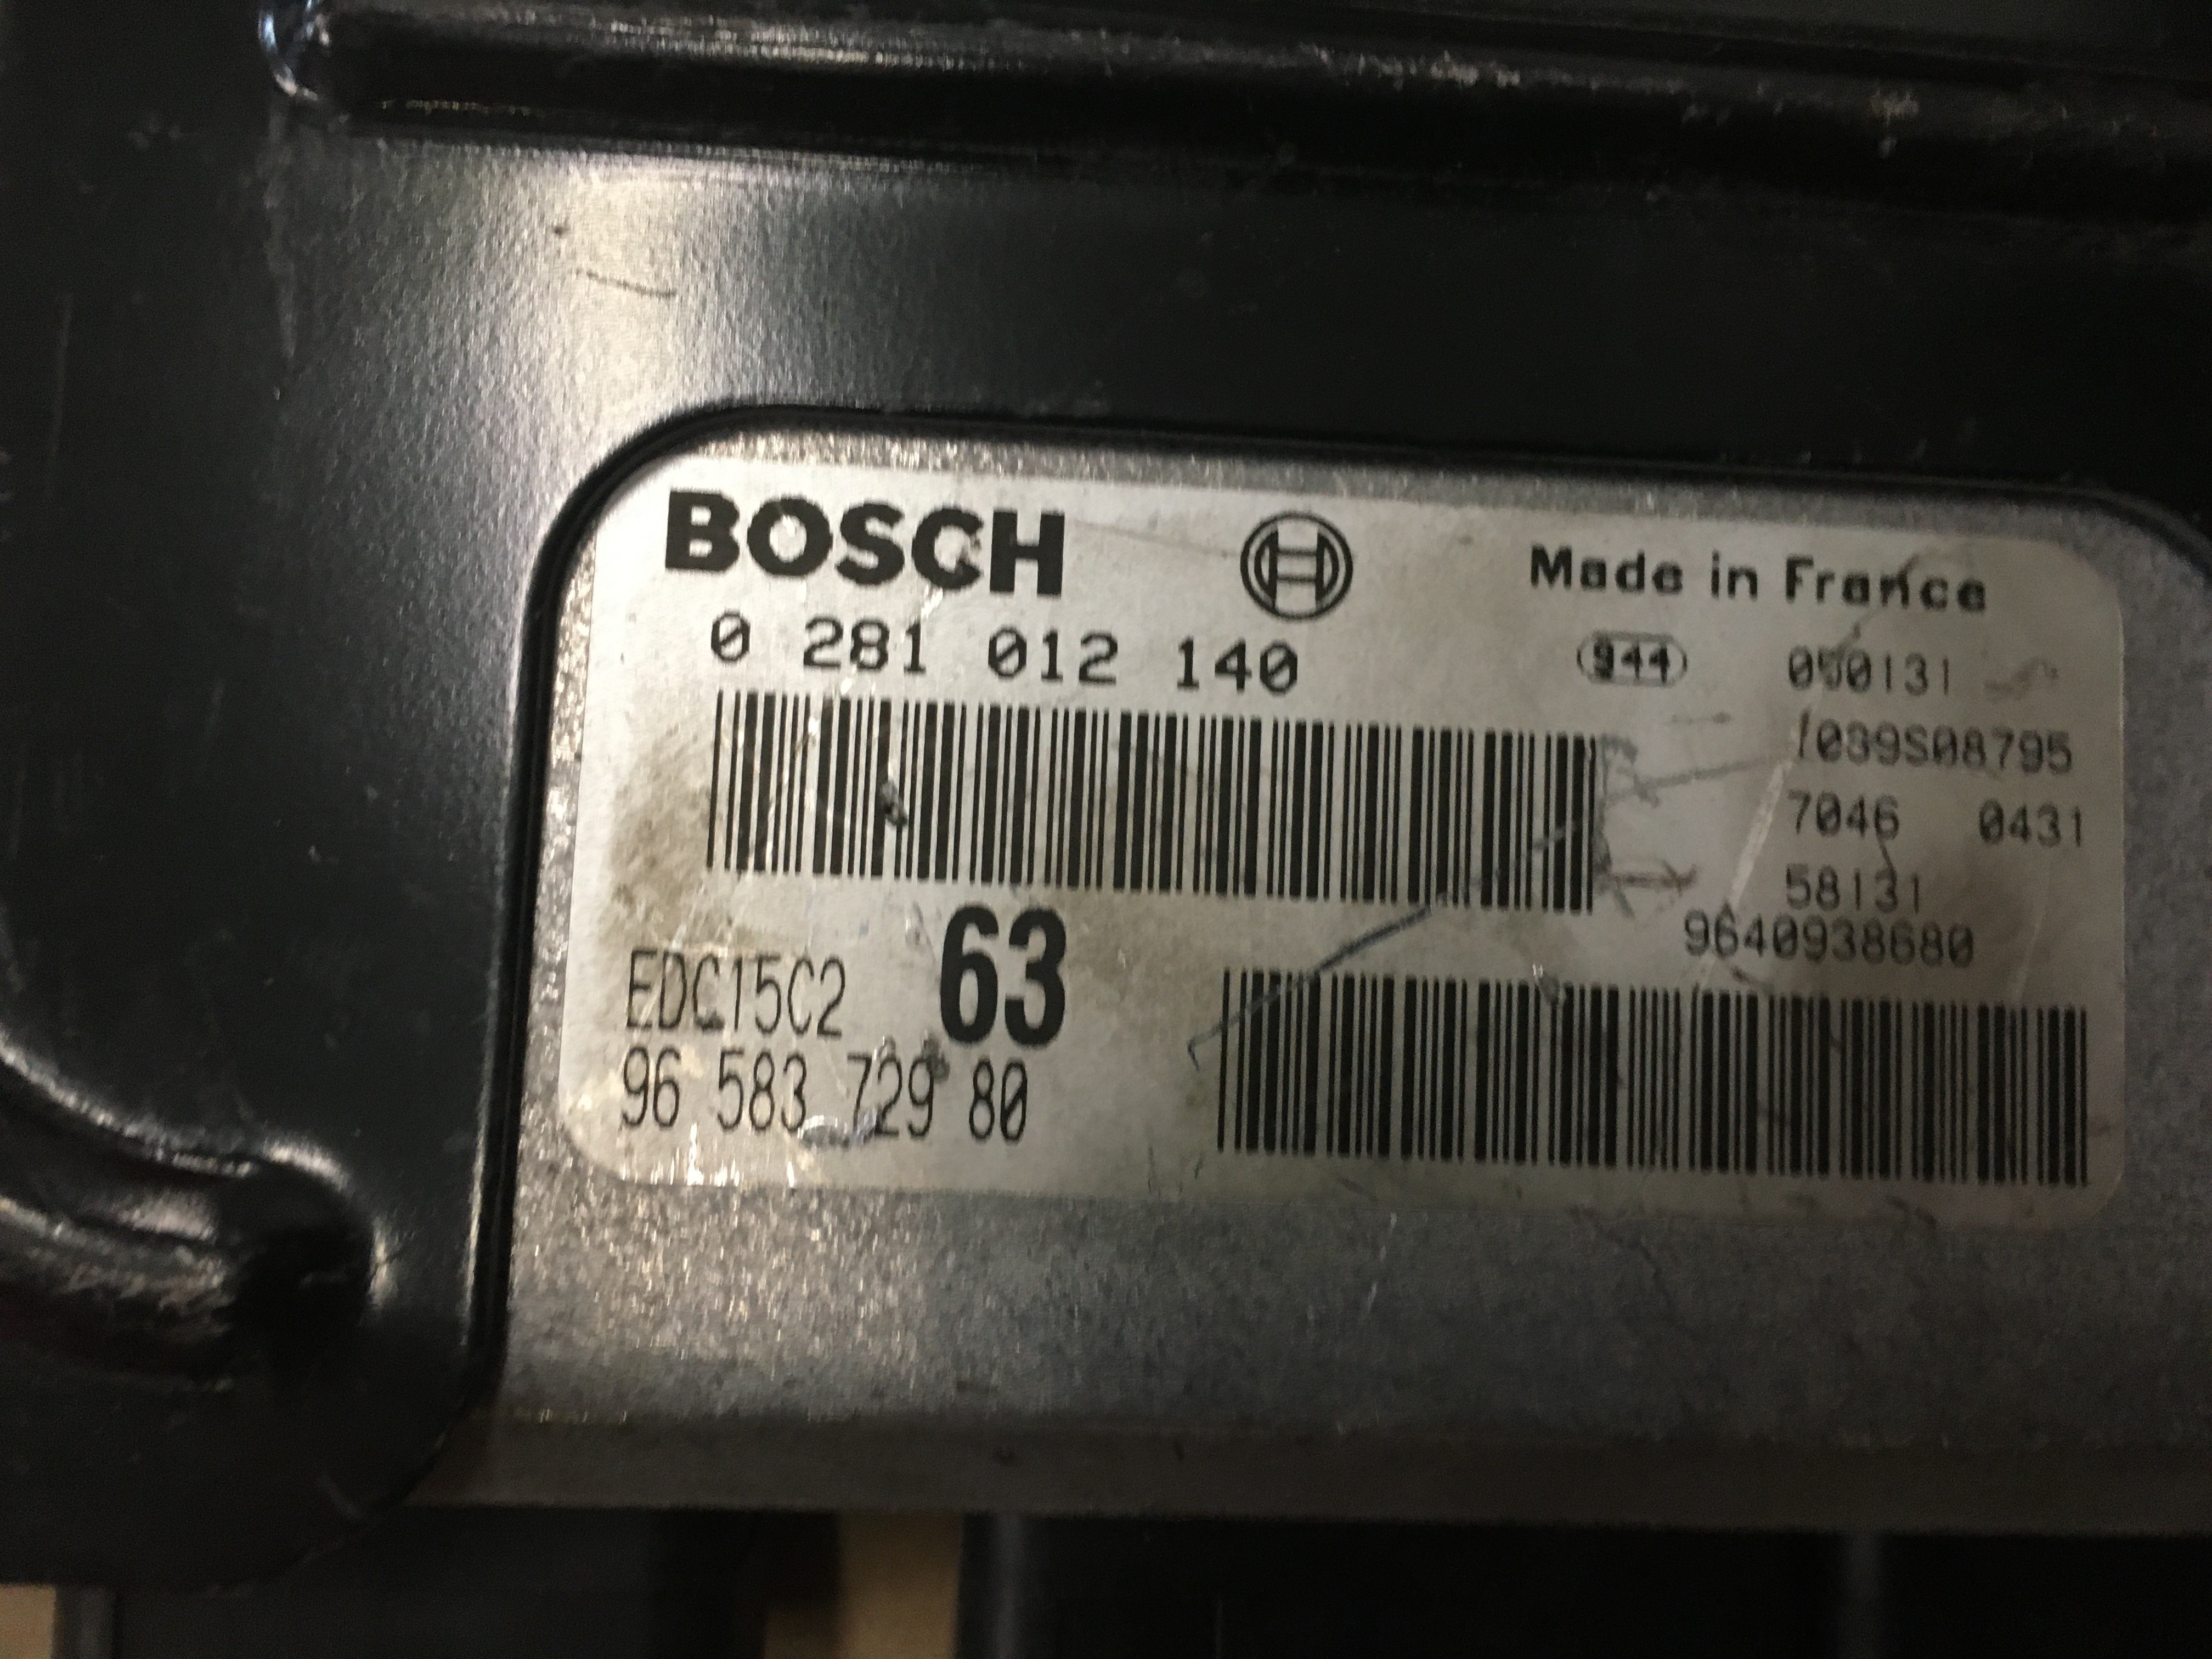 BOSCH
Made in France
0 281 012 140
944
050131
1039S08795
7046 0431
58131
9640938680
EDC15C2 63
96 583 729 80